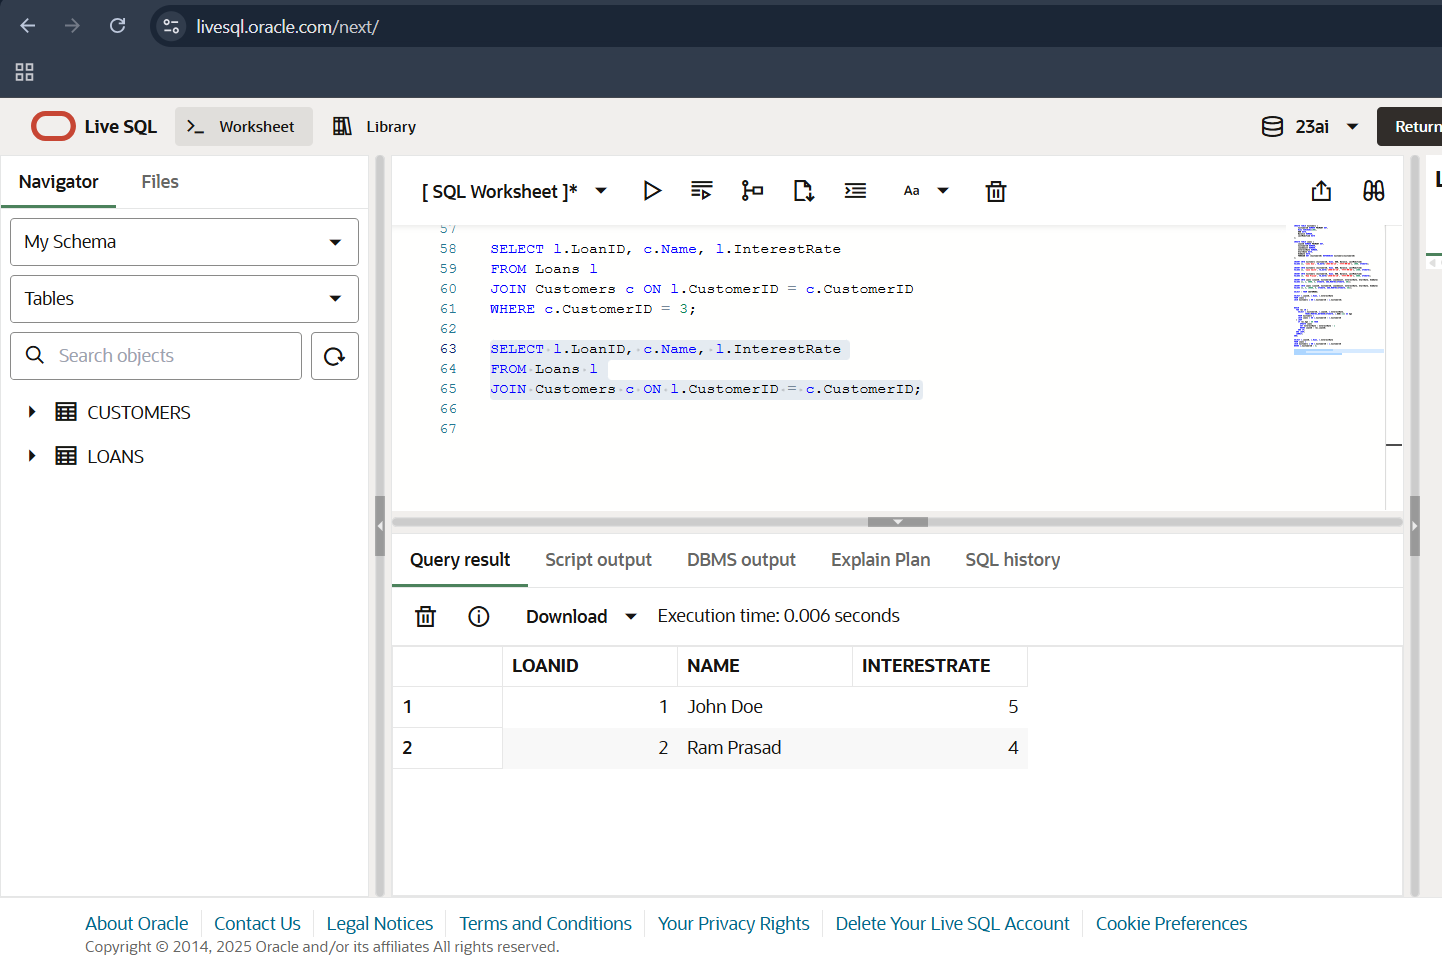 livesql.oracle.com/next/
Live SQL
Worksheet
Library
23ai
Return
Navigator
Files
My Schema
Tables
Search objects
CUSTOMERS
LOANS
[ SQL Worksheet ]*
Aa
57
58 SELECT l.LoanID, c.Name, l.InterestRate
59 FROM Loans l
60 JOIN Customers c ON l.CustomerID = c.CustomerID
61 WHERE c.CustomerID = 3;
62
63 SELECT l.LoanID, c.Name, l.InterestRate
64 FROM Loans l
65 JOIN Customers c ON l.CustomerID = c.CustomerID;
66
67
Query result Script output DBMS output Explain Plan SQL history
Download Execution time: 0.006 seconds
LOANID NAME INTERESTRATE
1 1 John Doe 5
2 2 Ram Prasad 4
About Oracle Contact Us Legal Notices Terms and Conditions Your Privacy Rights Delete Your Live SQL Account Cookie Preferences
Copyright © 2014, 2025 Oracle and/or its affiliates All rights reserved.